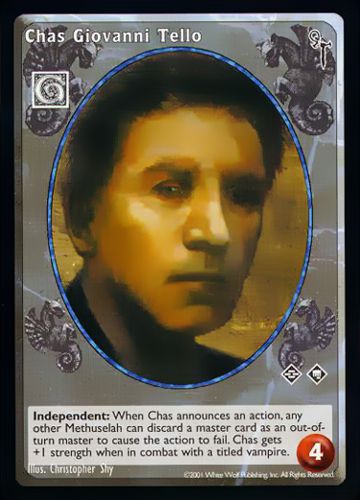 Chas Giovanni Tello
Independent: When Chas announces an action, any
other Methuselah can discard a master card as an out-of-
turn master to cause the action to fail. Chas gets
+1 strength when in combat with a titled vampire.
4
Illus. Christopher Shy
©2001 White Wolf Publishing, Inc. All Rights Reserved.